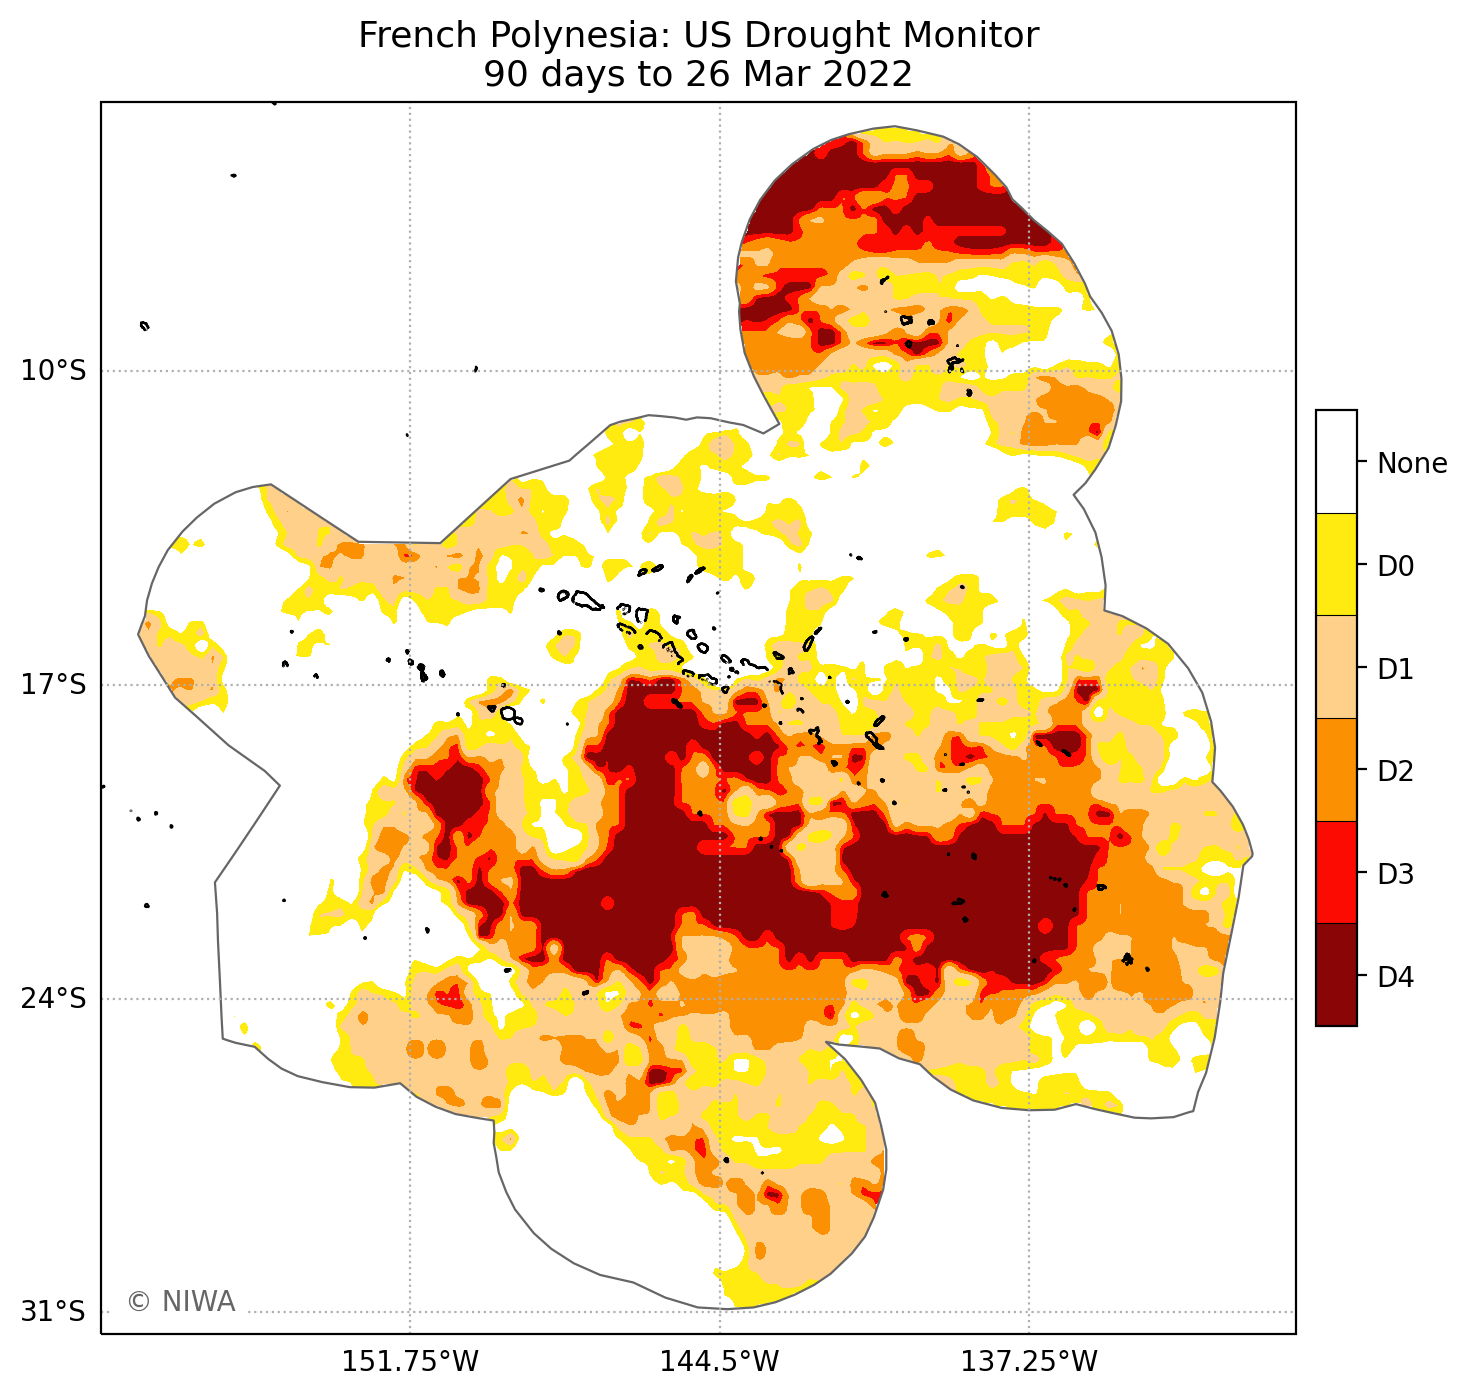 French Polynesia: US Drought Monitor
90 days to 26 Mar 2022
10°S
17°S
24°S
31°S
151.75°W
144.5°W
137.25°W
None
D0
D1
D2
D3
D4
© NIWA